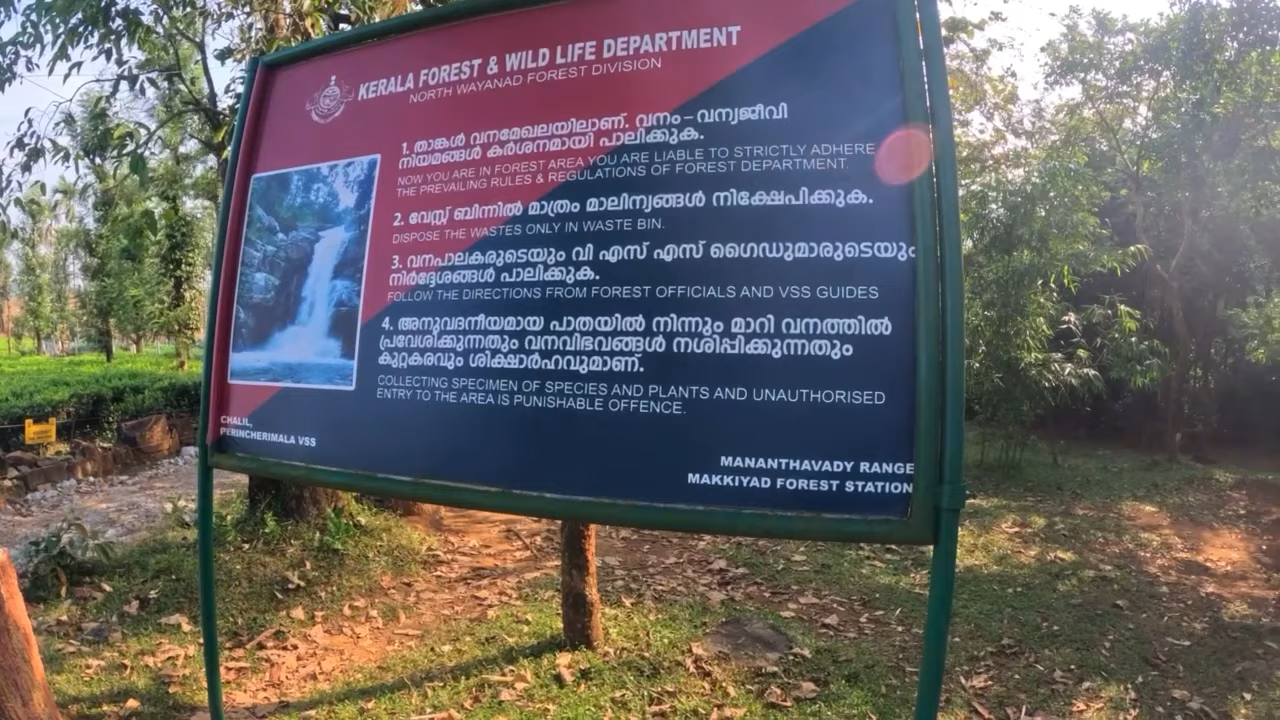 KERALA FOREST & WILD LIFE DEPARTMENT
NORTH WAYANAD FOREST DIVISION
1. താങ്കൾ വനമേഖലയിലാണ്. വനം – വന്യജീവി
നിയമങ്ങൾ കർശനമായി പാലിക്കുക.
NOW YOU ARE IN FOREST AREA YOU ARE LIABLE TO STRICTLY ADHERE
THE PREVAILING RULES & REGULATIONS OF FOREST DEPARTMENT.
2. വേസ്റ്റ് ബിന്നിൽ മാത്രം മാലിന്യങ്ങൾ നിക്ഷേപിക്കുക.
DISPOSE THE WASTES ONLY IN WASTE BIN.
3. വനപാലകരുടെയും വി എസ് എസ് ഗൈഡുമാരുടെയും
നിർദ്ദേശങ്ങൾ പാലിക്കുക.
FOLLOW THE DIRECTIONS FROM FOREST OFFICIALS AND VSS GUIDES
4. അനുവദനീയമായ പാതയിൽ നിന്നും മാറി വനത്തിൽ
പ്രവേശിക്കുന്നതും വനവിഭവങ്ങൾ നശിപ്പിക്കുന്നതും
കുറ്റകരവും ശിക്ഷാർഹവുമാണ്.
COLLECTING SPECIMEN OF SPECIES AND PLANTS AND UNAUTHORISED
ENTRY TO THE AREA IS PUNISHABLE OFFENCE.
CHALIL,
PERINCHERIMALA VSS
MANANTHAVADY RANGE
MAKKIYAD FOREST STATION